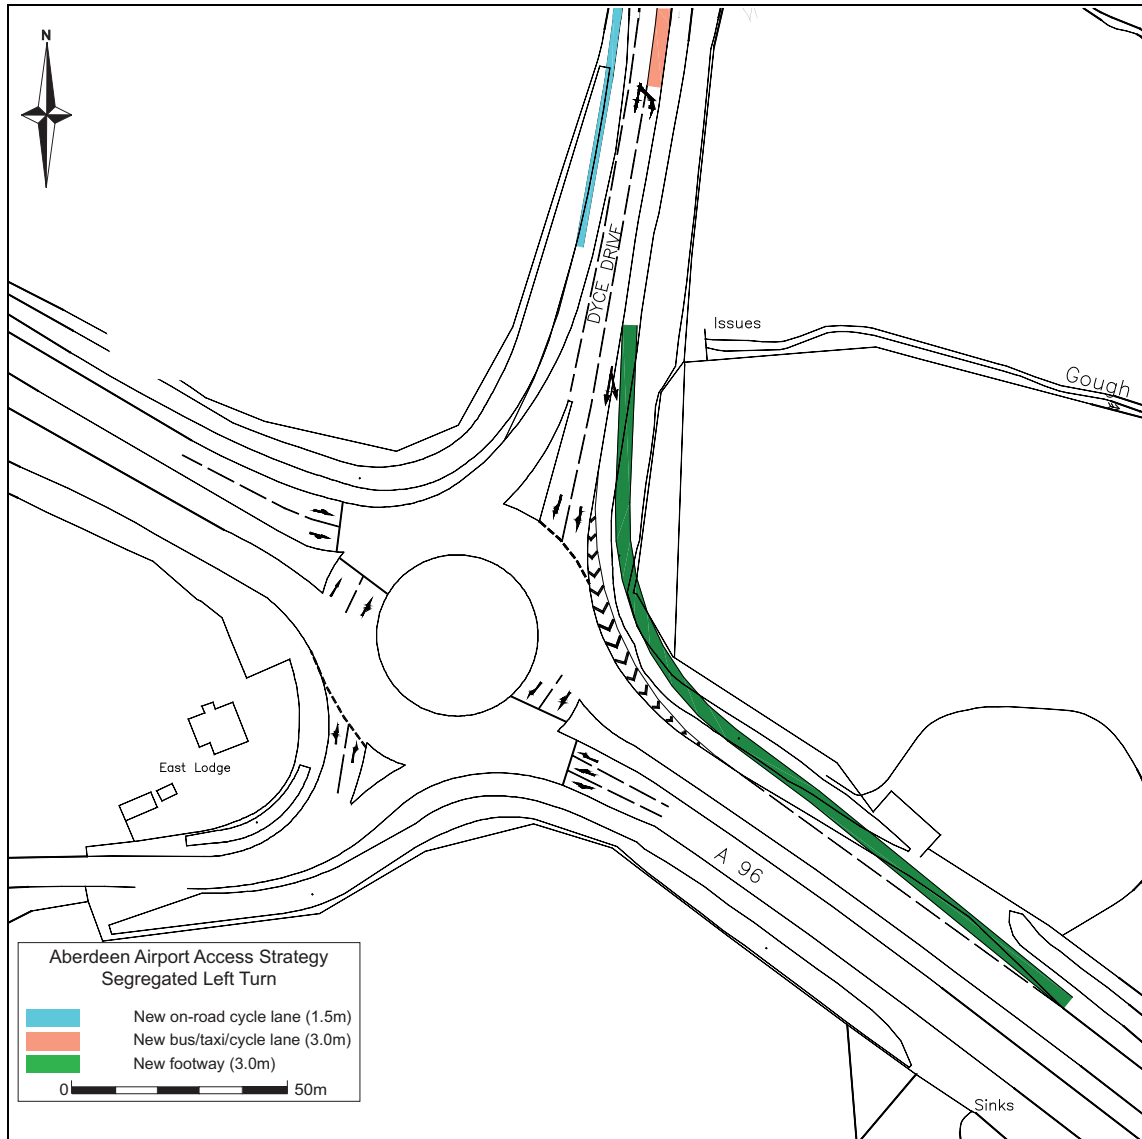 N
DYCE DRIVE
Issues
Gough
East Lodge
A 96
Aberdeen Airport Access Strategy
Segregated Left Turn
New on-road cycle lane (1.5m)
New bus/taxi/cycle lane (3.0m)
New footway (3.0m)
0 50m
Sinks